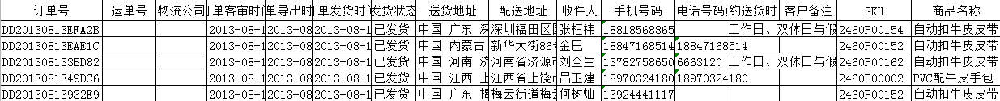 订单号 运单号 物流公司 丁单客审时间 单导出时 丁单发货时间 发货状态 送货地址 配送地址 收件人 手机号码 电话号码 约送货时 客户备注 SKU 商品名称
DD20130813EFA2B 2013-08-1 2013-08 2013-08-1 已发货 中国 广东 深 深圳福田区 张桓祎 18818568865 工作日、双休日与假 2460P00154 自动扣牛皮皮带
DD20130813EAE1C 2013-08-1 2013-08 2013-08-1 已发货 中国 内蒙古 新华大街86号 金巴 18847168514 18847168514 2460P00152 自动扣牛皮皮带
DD201308133BD82 2013-08-1 2013-08 2013-08-1 已发货 中国 河南 济 河南省济源市 刘全生 13782758650 6663120 工作日、双休日与假 2460P00162 自动扣牛皮皮带
DD2013081349DC6 2013-08-1 2013-08 2013-08-1 已发货 中国 江西 上 江西省上饶市 吕卫建 18970324180 18970324180 2460P00002 PVC配牛皮手包
DD20130813932E9 2013-08-1 2013-08 2013-08-1 已发货 中国 广东 揭 梅云街道梅云 何树灿 13924441117 2460P00152 自动扣牛皮皮带